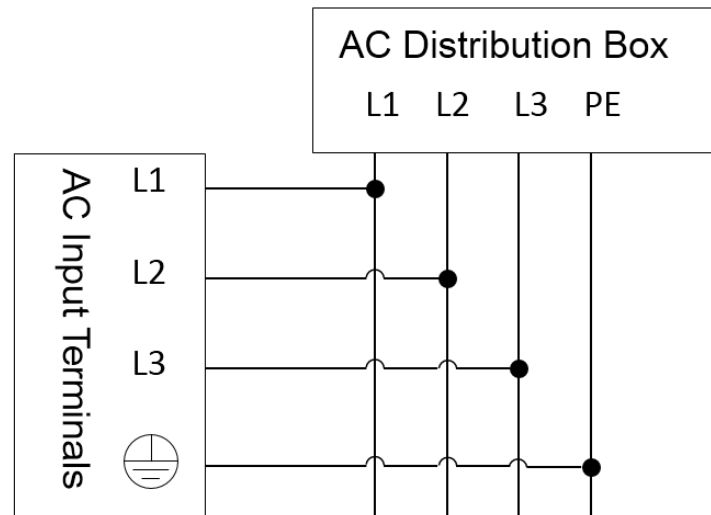 AC Distribution Box
L1 L2 L3 PE
AC Input Terminals
L1
L2
L3